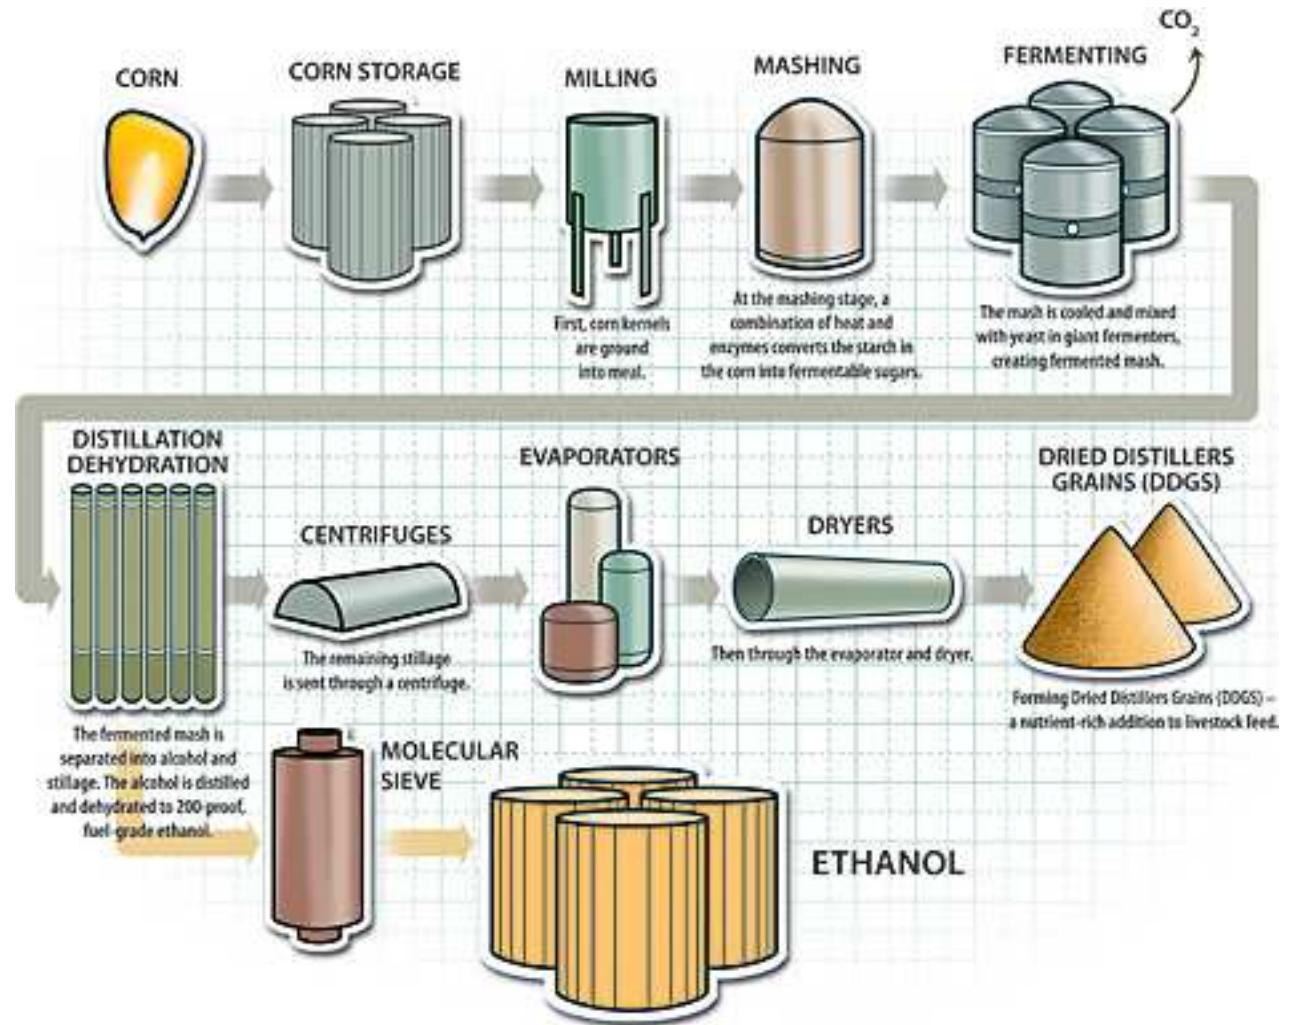 CO₂
CORN
CORN STORAGE
MILLING
MASHING
FERMENTING
First, corn kernels
are ground
into meal.
At the mashing stage, a
combination of heat and
enzymes converts the starch in
the corn into fermentable sugars.
The mash is cooled and mixed
with yeast in giant fermenters,
creating fermented mash.
DISTILLATION
DEHYDRATION
The fermented mash is
separated into alcohol and
stillage. The alcohol is distilled
and dehydrated to 200-proof,
fuel-grade ethanol.
CENTRIFUGES
The remaining stillage
is sent through a centrifuge.
EVAPORATORS
DRYERS
Then through the evaporator and dryer.
DRIED DISTILLERS
GRAINS (DDGS)
Forming Dried Distillers Grains (DDGS) –
a nutrient-rich addition to livestock feed.
MOLECULAR
SIEVE
ETHANOL